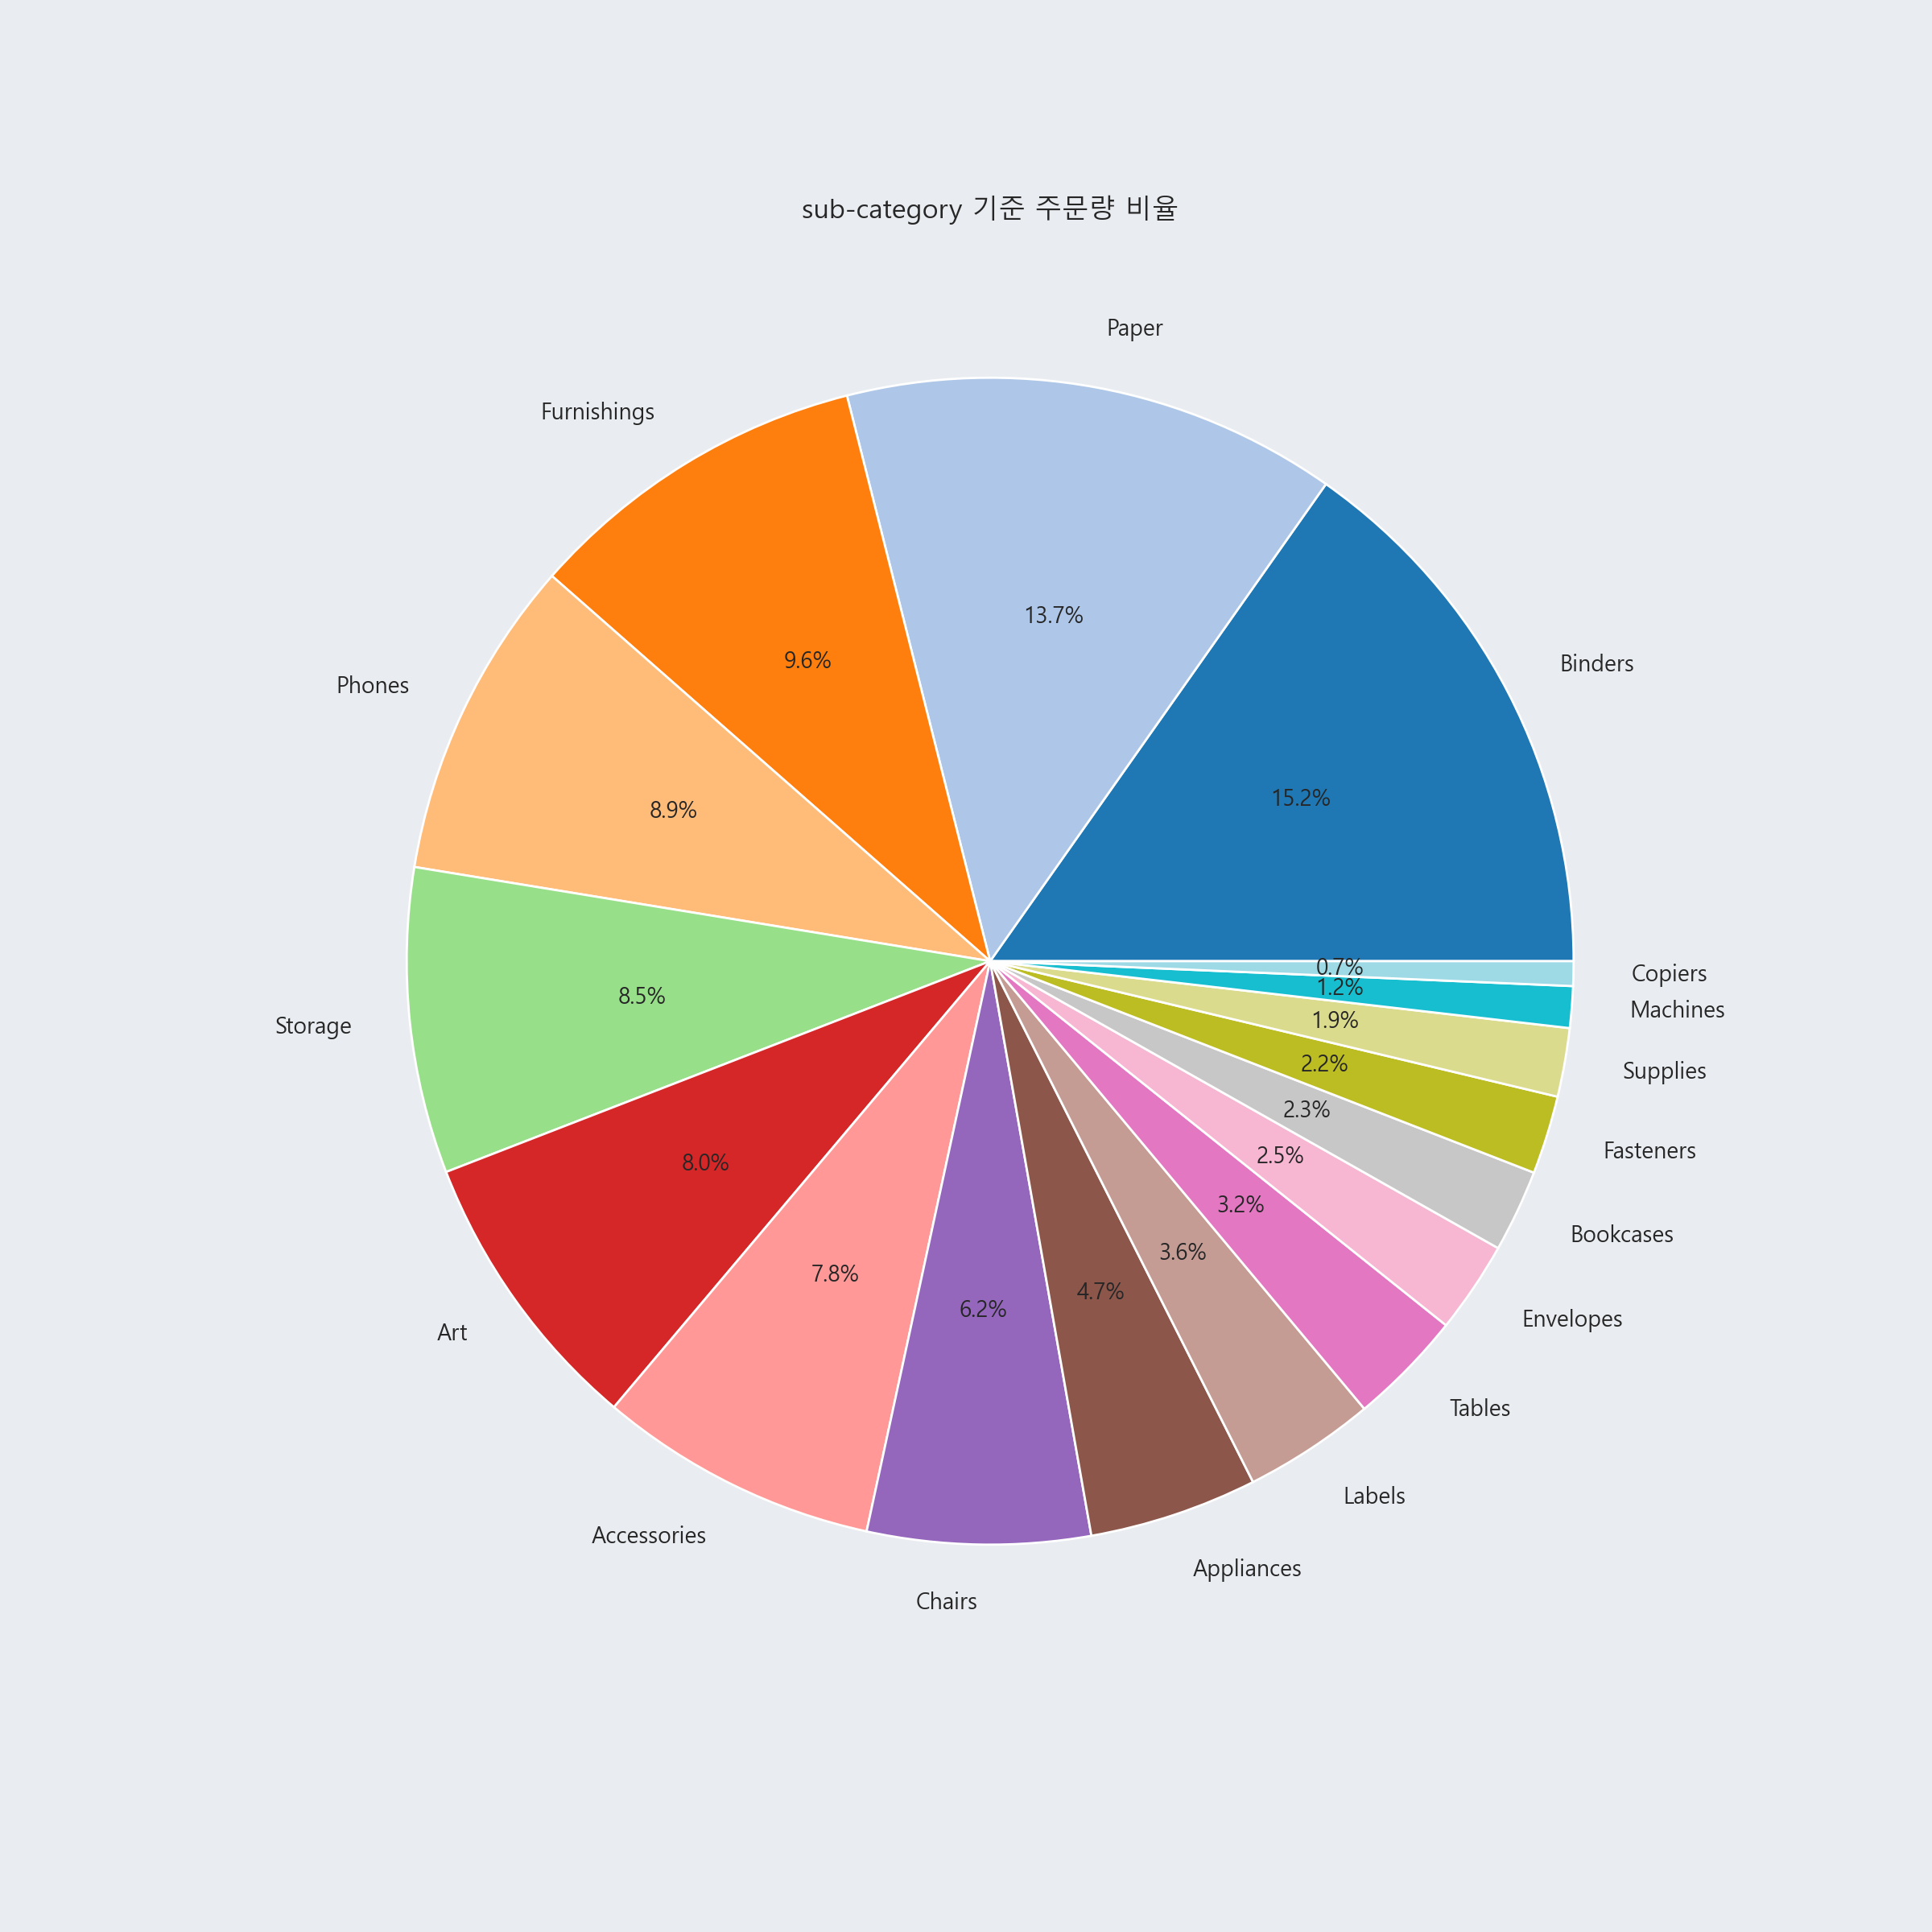 sub-category 기준 주문량 비율
Paper
Furnishings
Binders
Phones
Storage
Art
Accessories
Chairs
Appliances
Labels
Tables
Envelopes
Bookcases
Fasteners
Supplies
Machines
Copiers
13.7%
9.6%
15.2%
8.9%
8.5%
8.0%
7.8%
6.2%
4.7%
3.6%
3.2%
2.5%
2.3%
2.2%
1.9%
1.2%
0.7%